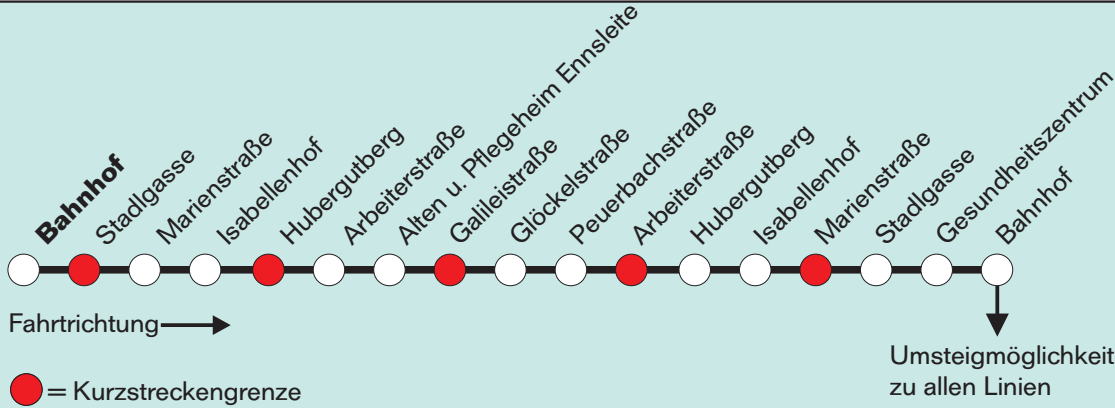 Bahnhof
Stadlgasse
Marienstraße
Isabellenhof
Hubergutberg
Arbeiterstraße
Alten u. Pflegeheim Ennsleite
Galileistraße
Glöckelstraße
Peuerbachstraße
Arbeiterstraße
Hubergutberg
Isabellenhof
Marienstraße
Stadlgasse
Gesundheitszentrum
Bahnhof
Fahrtrichtung
Umsteigmöglichkeit
zu allen Linien
= Kurzstreckengrenze